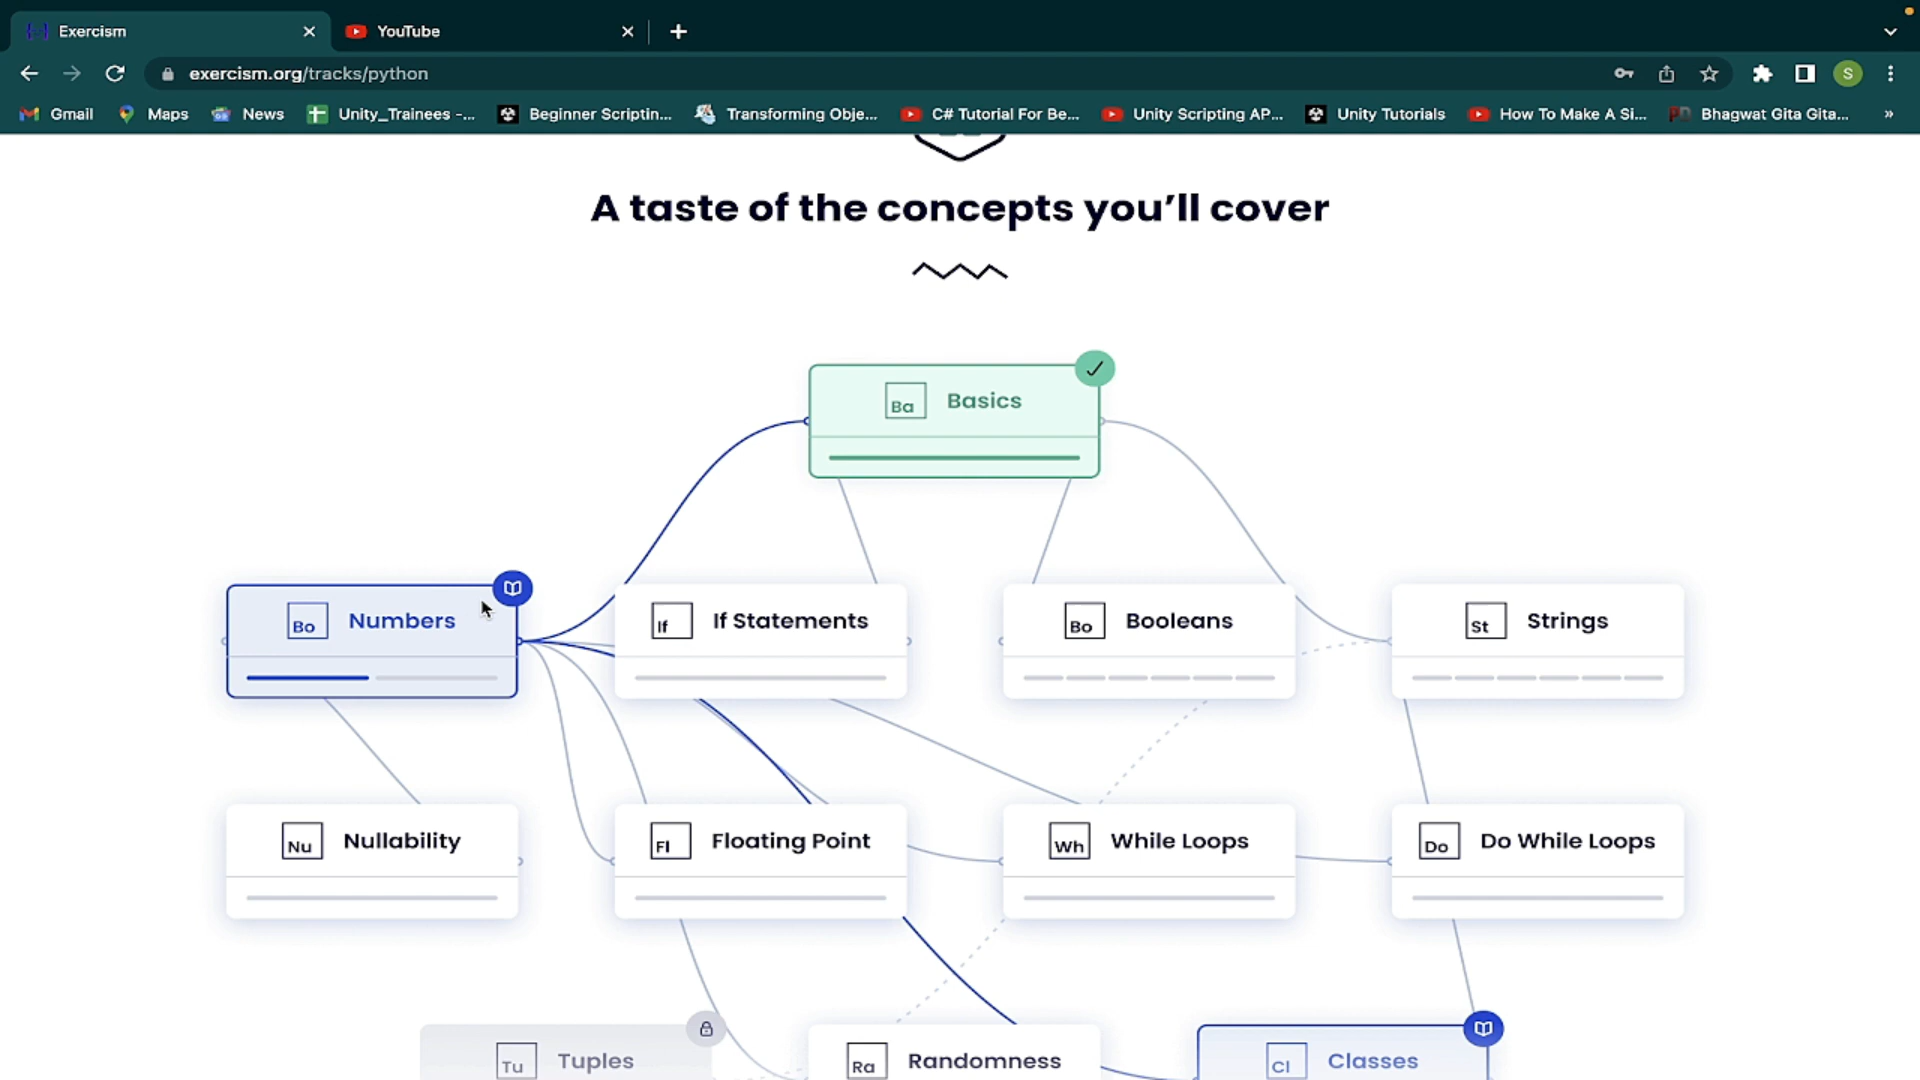 Exercism
YouTube
exercism.org/tracks/python
S
Gmail
Maps
News
Unity_Trainees -...
Beginner Scriptin...
Transforming Obje...
C# Tutorial For Be...
Unity Scripting AP...
Unity Tutorials
How To Make A Si...
Bhagwat Gita Gita...
»
A taste of the concepts you’ll cover
Ba Basics
Bo Numbers
If If Statements
Bo Booleans
St Strings
Nu Nullability
Fl Floating Point
Wh While Loops
Do Do While Loops
Tu Tuples
Ra Randomness
Cl Classes